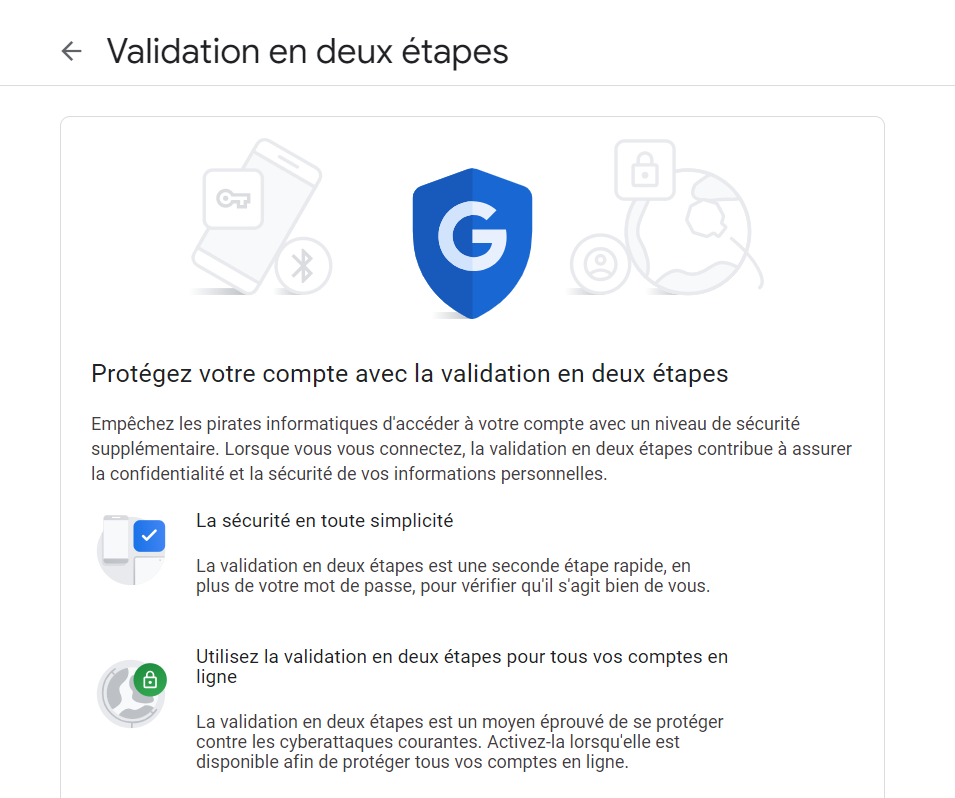 Validation en deux étapes
G
Protégez votre compte avec la validation en deux étapes
Empêchez les pirates informatiques d'accéder à votre compte avec un niveau de sécurité
supplémentaire. Lorsque vous vous connectez, la validation en deux étapes contribue à assurer
la confidentialité et la sécurité de vos informations personnelles.
La sécurité en toute simplicité
La validation en deux étapes est une seconde étape rapide, en
plus de votre mot de passe, pour vérifier qu'il s'agit bien de vous.
Utilisez la validation en deux étapes pour tous vos comptes en
ligne
La validation en deux étapes est un moyen éprouvé de se protéger
contre les cyberattaques courantes. Activez-la lorsqu'elle est
disponible afin de protéger tous vos comptes en ligne.